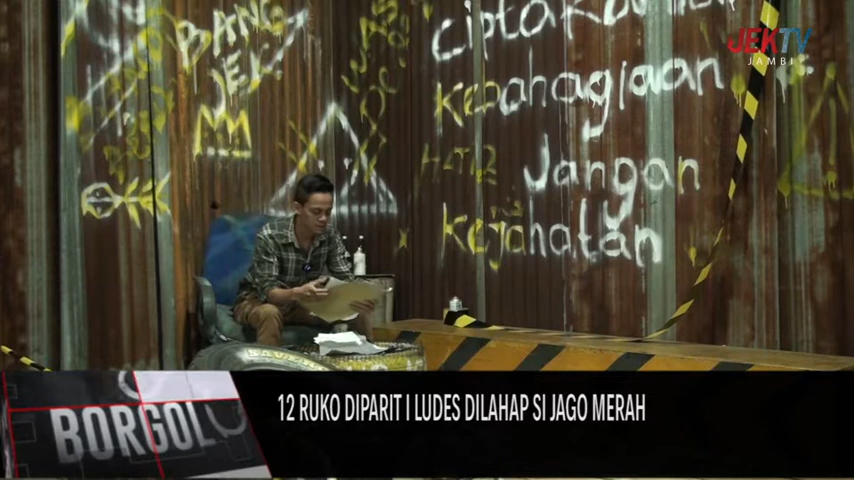 JEKTV
JAMBI
BANG
JEK
ciptaKan
kebahagiaan
Jangan
kejahatan
BORGOL
12 RUKO DIPARIT I LUDES DILAHAP SI JAGO MERAH